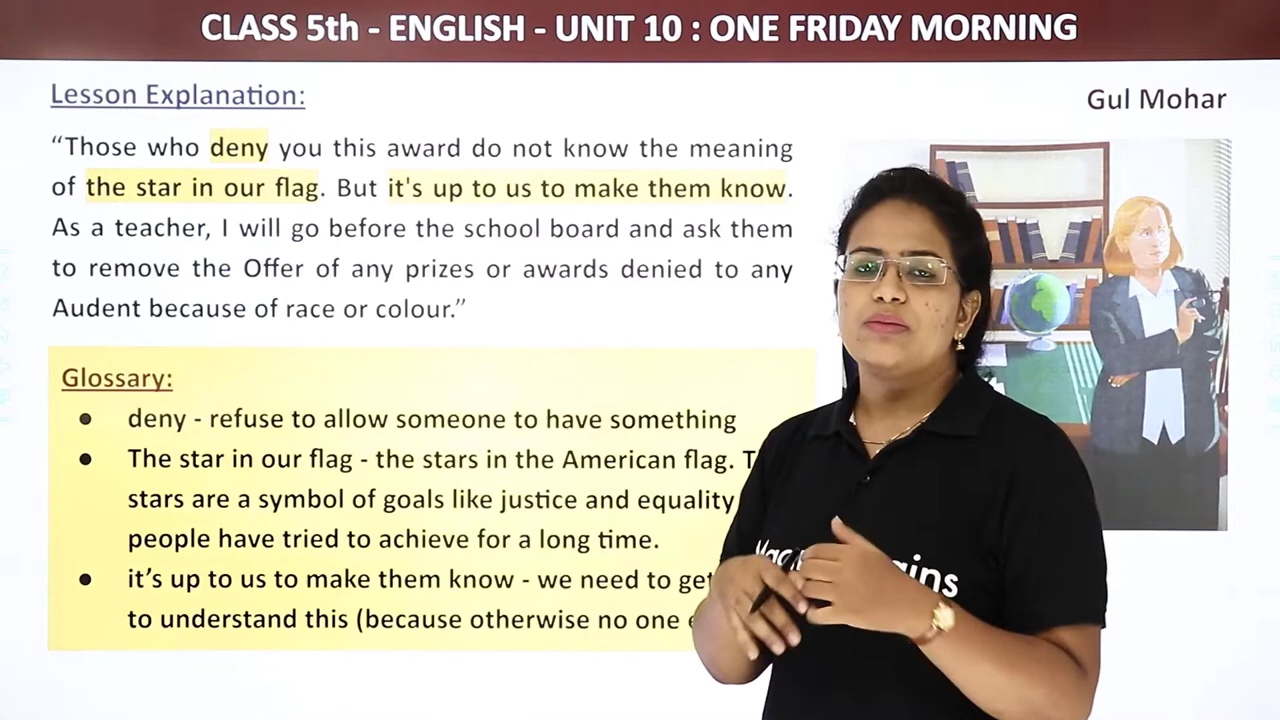 CLASS 5th - ENGLISH - UNIT 10 : ONE FRIDAY MORNING
Lesson Explanation:
Gul Mohar
“Those who deny you this award do not know the meaning
of the star in our flag. But it's up to us to make them know.
As a teacher, I will go before the school board and ask them
to remove the Offer of any prizes or awards denied to any
Audent because of race or colour.”
Glossary:
● deny - refuse to allow someone to have something
● The star in our flag - the stars in the American flag.
stars are a symbol of goals like justice and equality
people have tried to achieve for a long time.
● it’s up to us to make them know - we need to get
to understand this (because otherwise no one